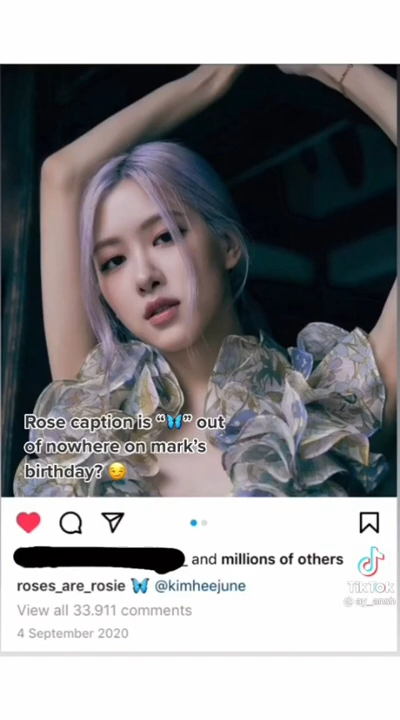 Rose caption is “🦋” out
of nowhere on mark’s
birthday? 😏
and millions of others
roses_are_rosie 🦋 @kimheejune
View all 33.911 comments
4 September 2020
TikTok
@ay_anoh